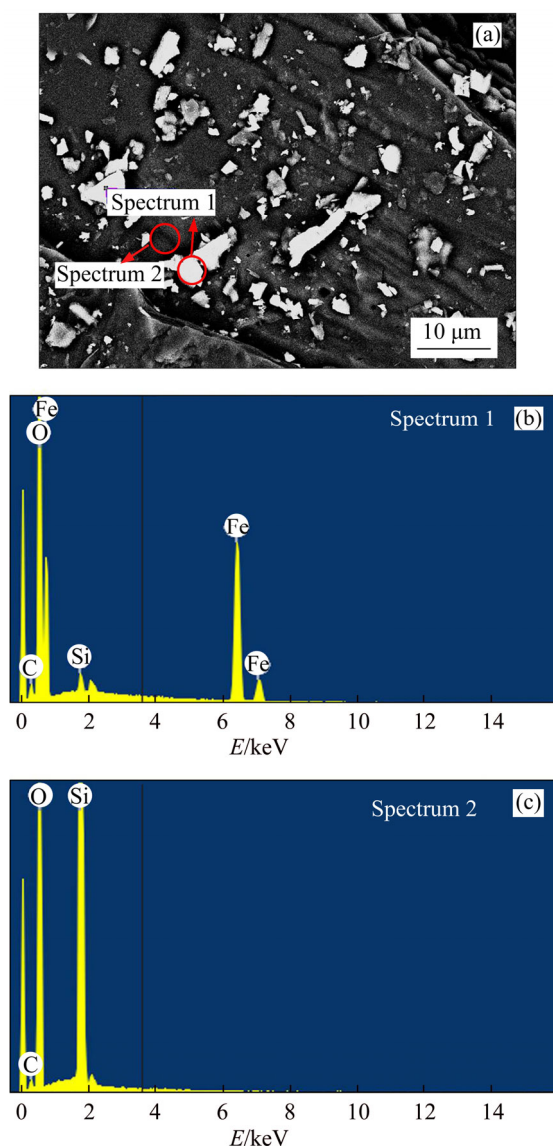 (a)
Spectrum 1
Spectrum 2
10 μm
Fe
Spectrum 1 (b)
O
Fe
C
Si
Fe
0 2 4 6 8 10 12 14
E/keV
O
Si
Spectrum 2 (c)
C
0 2 4 6 8 10 12 14
E/keV